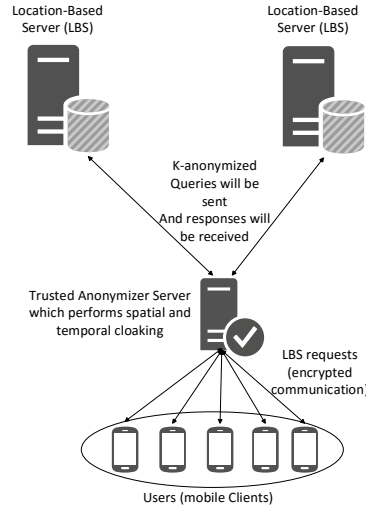 Location-Based
Server (LBS)
Location-Based
Server (LBS)
K-anonymized
Queries will be
sent
And responses will
be received
Trusted Anonymizer Server
which performs spatial and
temporal cloaking
LBS requests
(encrypted
communication)
Users (mobile Clients)